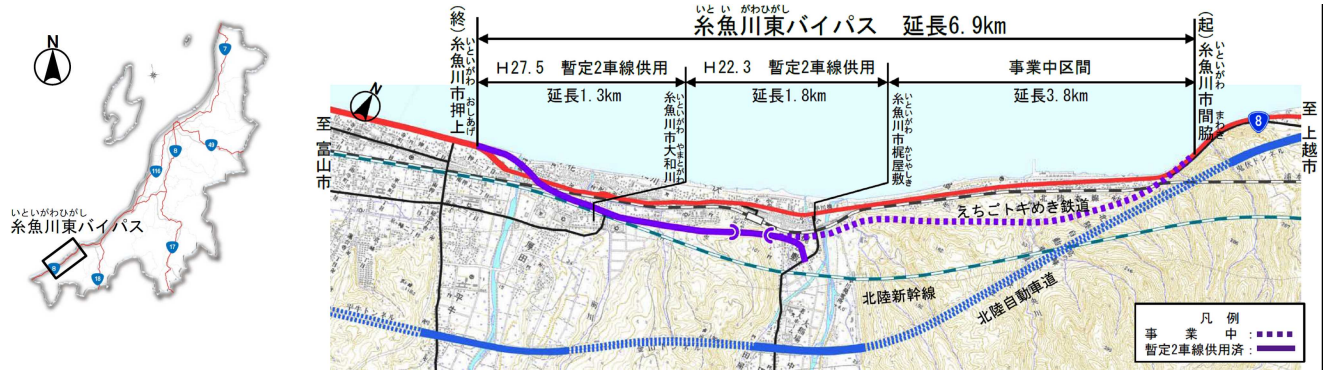 N
7
8
49
116
17
18
8
いといがわひがし
糸魚川東バイパス
いといがわひがし
糸魚川東バイパス 延長6.9km
(終)糸魚川市押上
いといがわ おしあげ
H27.5 暫定2車線供用
延長1.3km
H22.3 暫定2車線供用
延長1.8km
事業中区間
延長3.8km
(起)糸魚川市間脇
いといがわ まわき
糸魚川市大和川
いといがわ やまとがわ
糸魚川市梶屋敷
いといがわ かじやしき
N
至 富山市
至 上越市
8
えちごトキめき鉄道
北陸新幹線
北陸自動車道
凡例
事業中:
暫定2車線供用済: